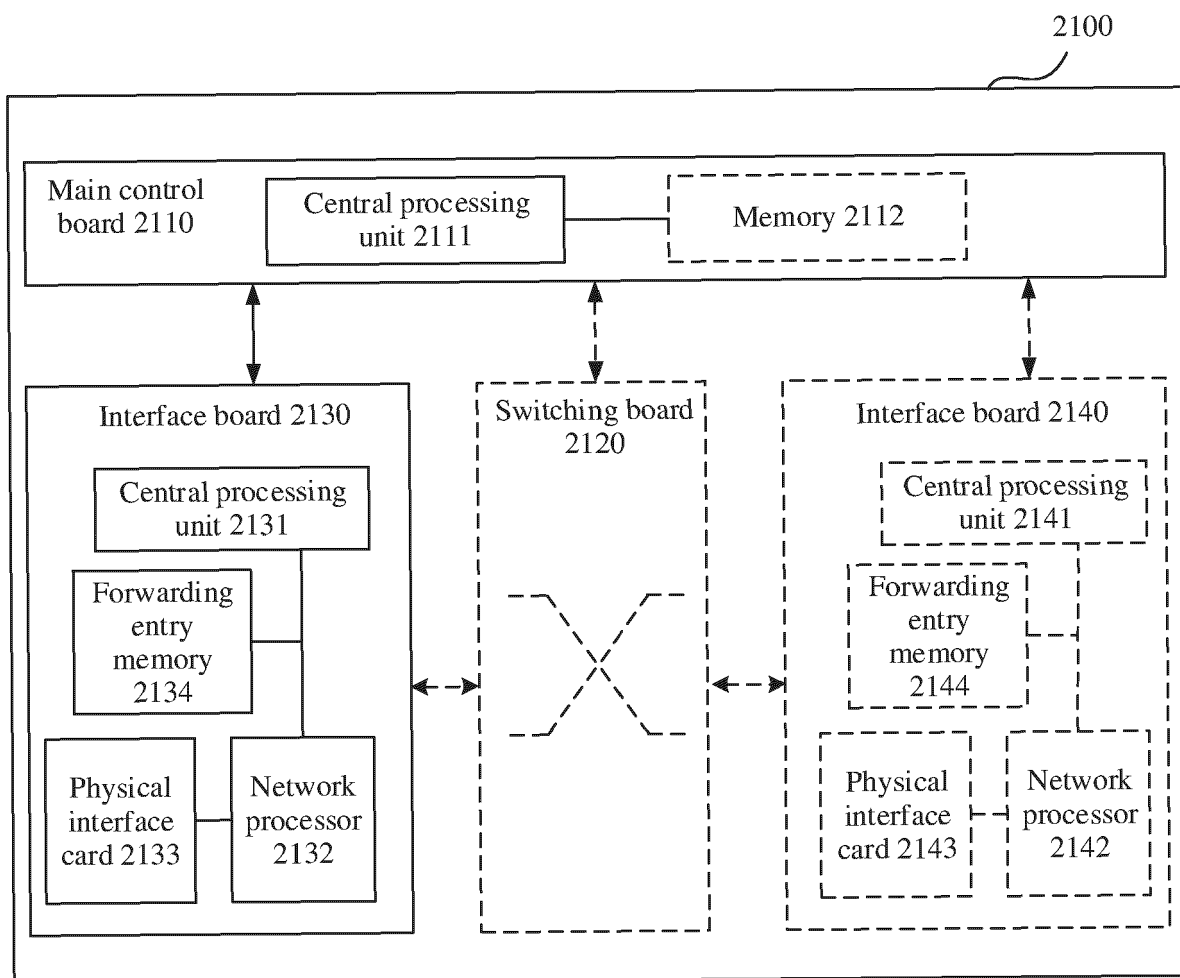 2100
Main control
board 2110
Central processing
unit 2111
Memory 2112
Interface board 2130
Central processing
unit 2131
Forwarding
entry
memory
2134
Physical
interface
card 2133
Network
processor
2132
Switching board
2120
Interface board 2140
Central processing
unit 2141
Forwarding
entry
memory
2144
Physical
interface
card 2143
Network
processor
2142